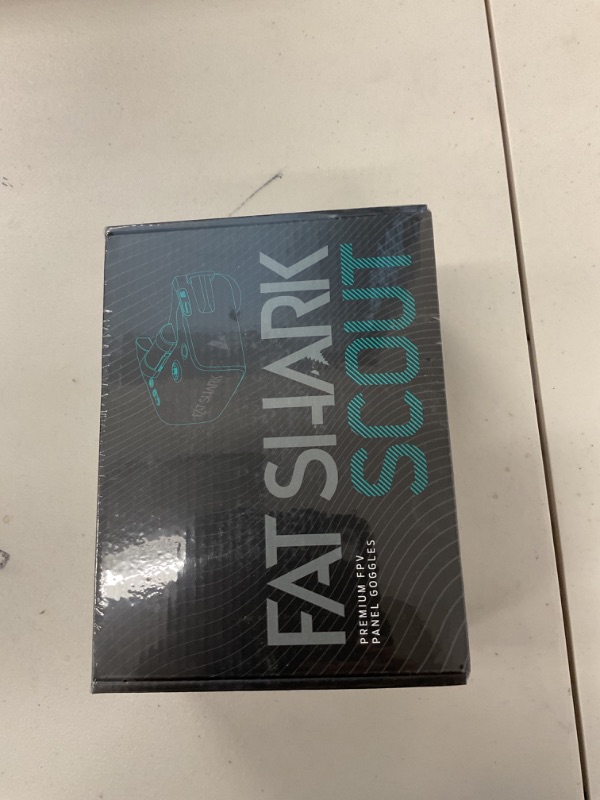 FAT SHARK
SCOUT
PREMIUM FPV
PANEL GOGGLES
FAT SHARK